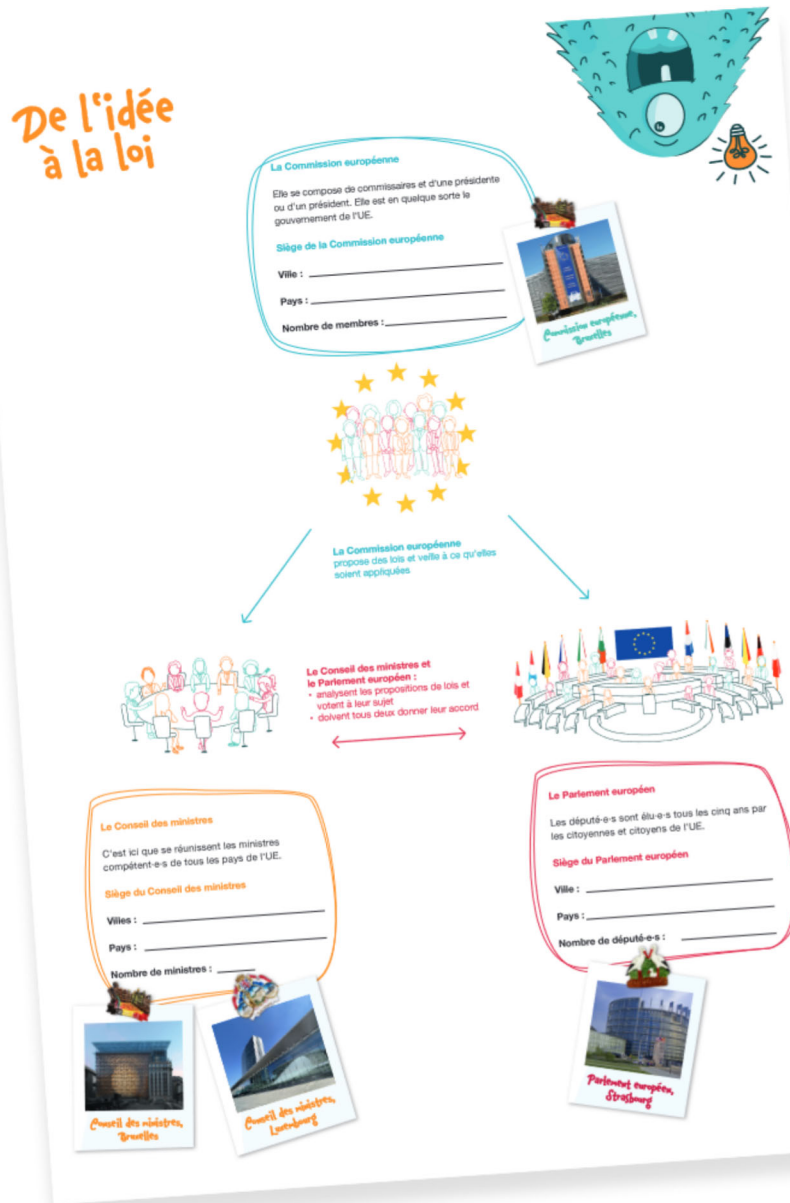 De l'idée
à la loi
La Commission européenne
Elle se compose de commissaires et d'une présidente
ou d'un président. Elle est en quelque sorte le
gouvernement de l'UE.
Siège de la Commission européenne
Ville :
Pays :
Nombre de membres :
Commission européenne,
Bruxelles
La Commission européenne
propose des lois et veille à ce qu'elles
soient appliquées
Le Conseil des ministres et
le Parlement européen :
• analysent les propositions de lois et
votent à leur sujet
• doivent tous deux donner leur accord
Le Conseil des ministres
C'est ici que se réunissent les ministres
compétent·e·s de tous les pays de l'UE.
Siège du Conseil des ministres
Villes :
Pays :
Nombre de ministres :
Conseil des ministres,
Bruxelles
Conseil des ministres,
Luxembourg
Le Parlement européen
Les député·e·s sont élu·e·s tous les cinq ans par
les citoyennes et citoyens de l'UE.
Siège du Parlement européen
Ville :
Pays :
Nombre de député·e·s :
Parlement européen,
Strasbourg